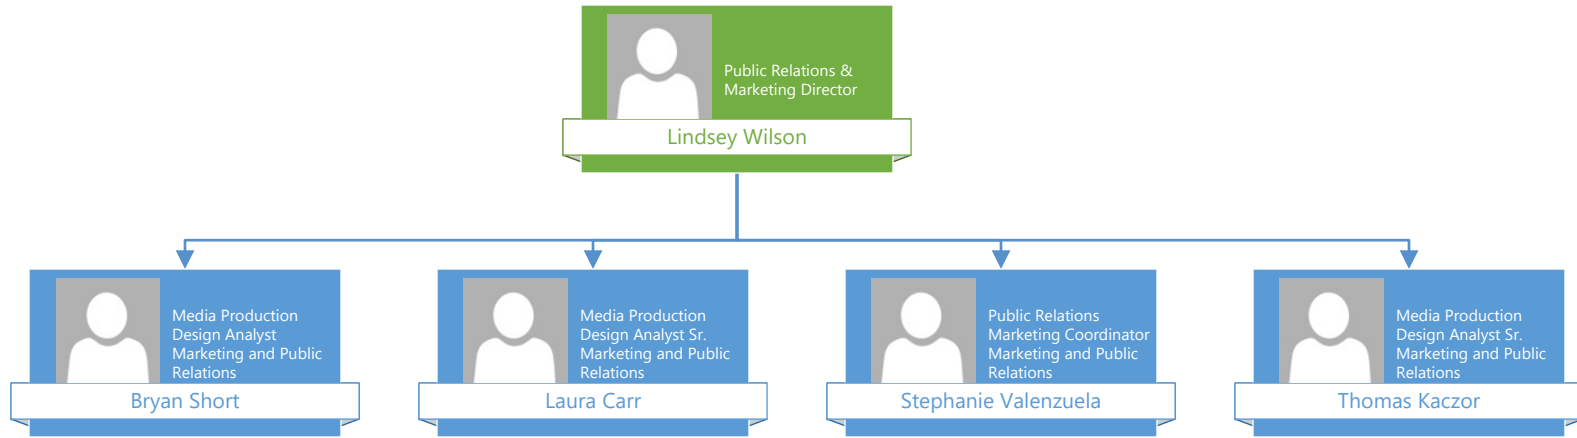 Public Relations &
Marketing Director
Lindsey Wilson
Media Production
Design Analyst
Marketing and Public
Relations
Bryan Short
Media Production
Design Analyst Sr.
Marketing and Public
Relations
Laura Carr
Public Relations
Marketing Coordinator
Marketing and Public
Relations
Stephanie Valenzuela
Media Production
Design Analyst Sr.
Marketing and Public
Relations
Thomas Kaczor